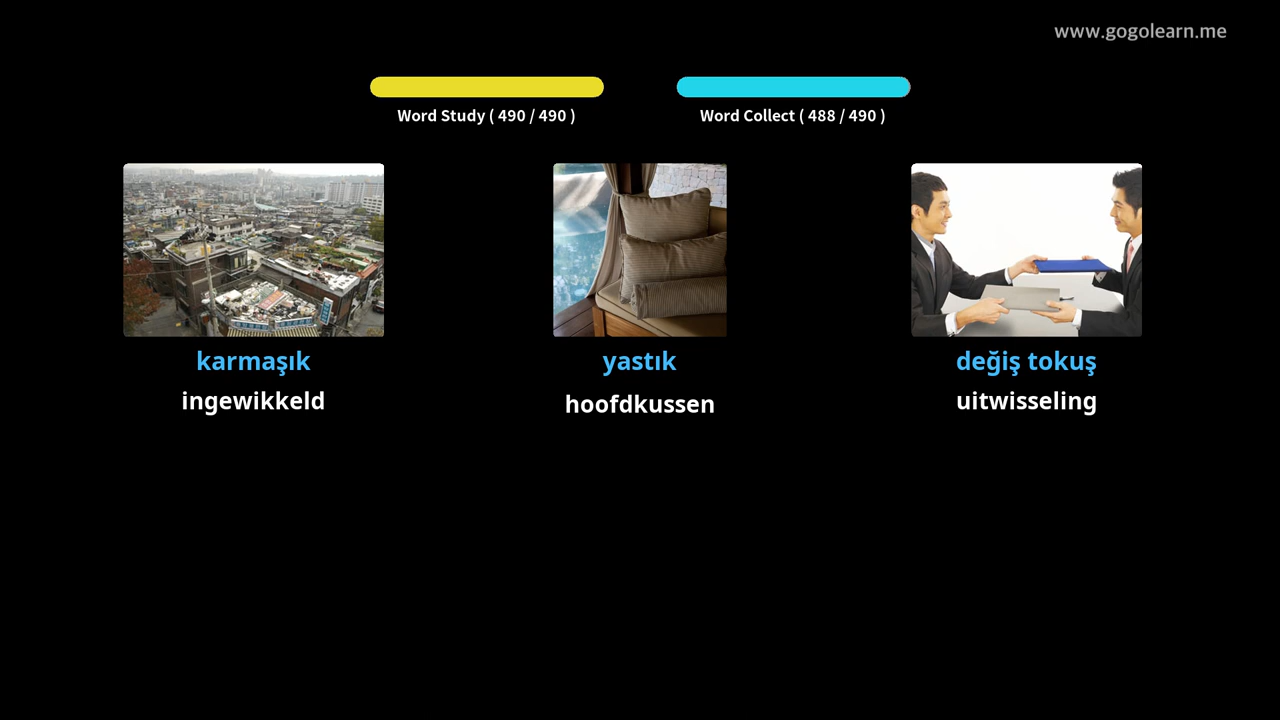 www.gogolearn.me
Word Study ( 490 / 490 )
Word Collect ( 488 / 490 )
karmaşık
yastık
değiş tokuş
ingewikkeld
hoofdkussen
uitwisseling